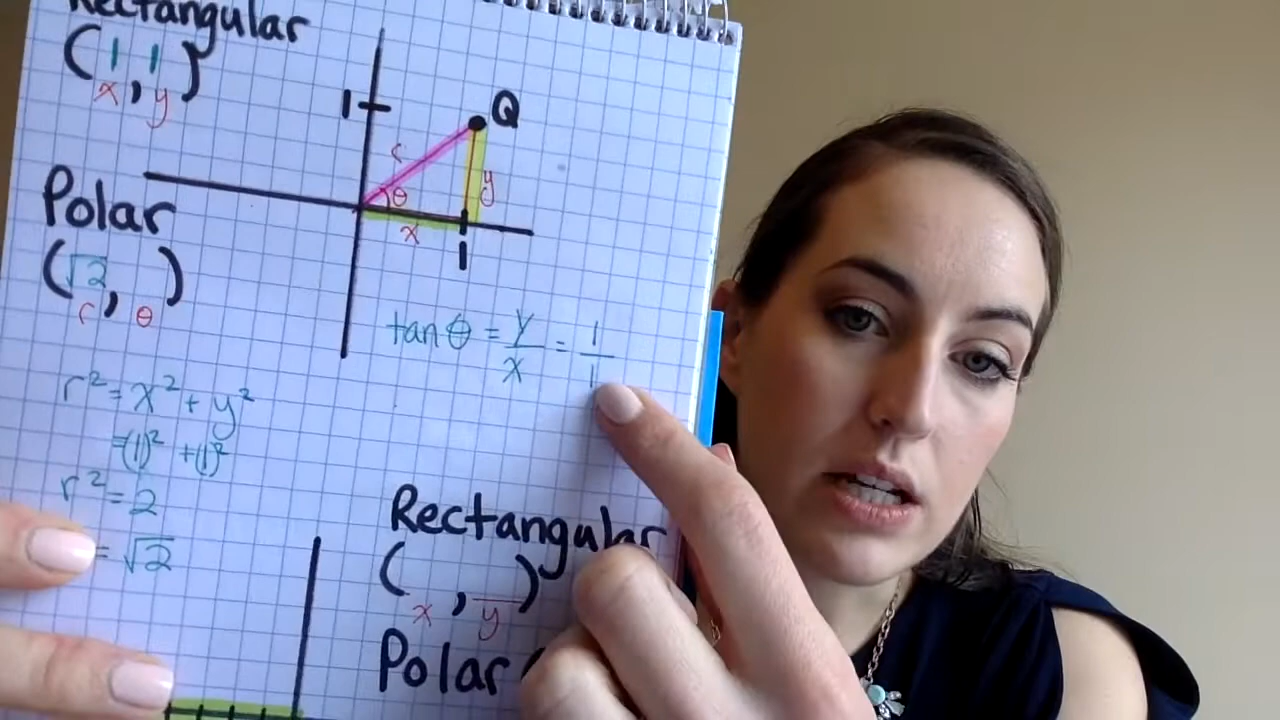 Rectangular
(1, 1)
x y
1
Q
r
θ
y
x
1
Polar
(√2, )
r θ
tan θ = y/x = 1/1
r² = x² + y²
= (1)² + (1)²
r² = 2
= √2
Rectangular
( , )
x y
Polar (